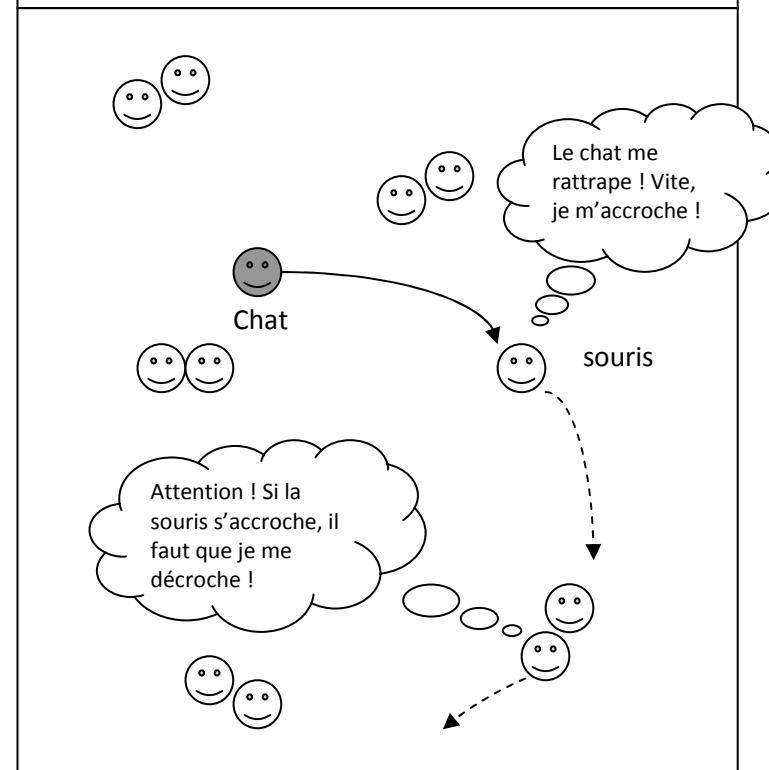 Le chat me
rattrape ! Vite,
je m’accroche !
Chat
souris
Attention ! Si la
souris s’accroche, il
faut que je me
décroche !